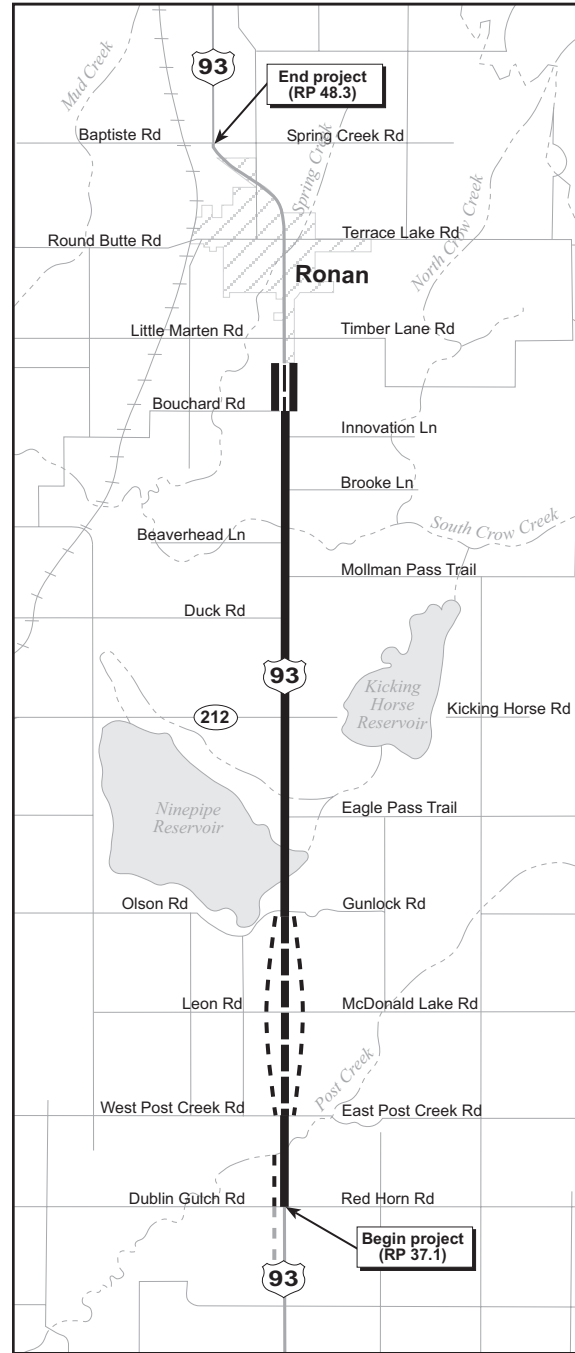 Mud Creek
93
End project
(RP 48.3)
Baptiste Rd
Spring Creek Rd
Spring Creek
North Crow Creek
Round Butte Rd
Terrace Lake Rd
Ronan
Little Marten Rd
Timber Lane Rd
Bouchard Rd
Innovation Ln
Brooke Ln
South Crow Creek
Beaverhead Ln
Mollman Pass Trail
Duck Rd
93
Kicking
Horse
Reservoir
212
Kicking Horse Rd
Ninepipe
Reservoir
Eagle Pass Trail
Olson Rd
Gunlock Rd
Leon Rd
McDonald Lake Rd
Post Creek
West Post Creek Rd
East Post Creek Rd
Dublin Gulch Rd
Red Horn Rd
Begin project
(RP 37.1)
93